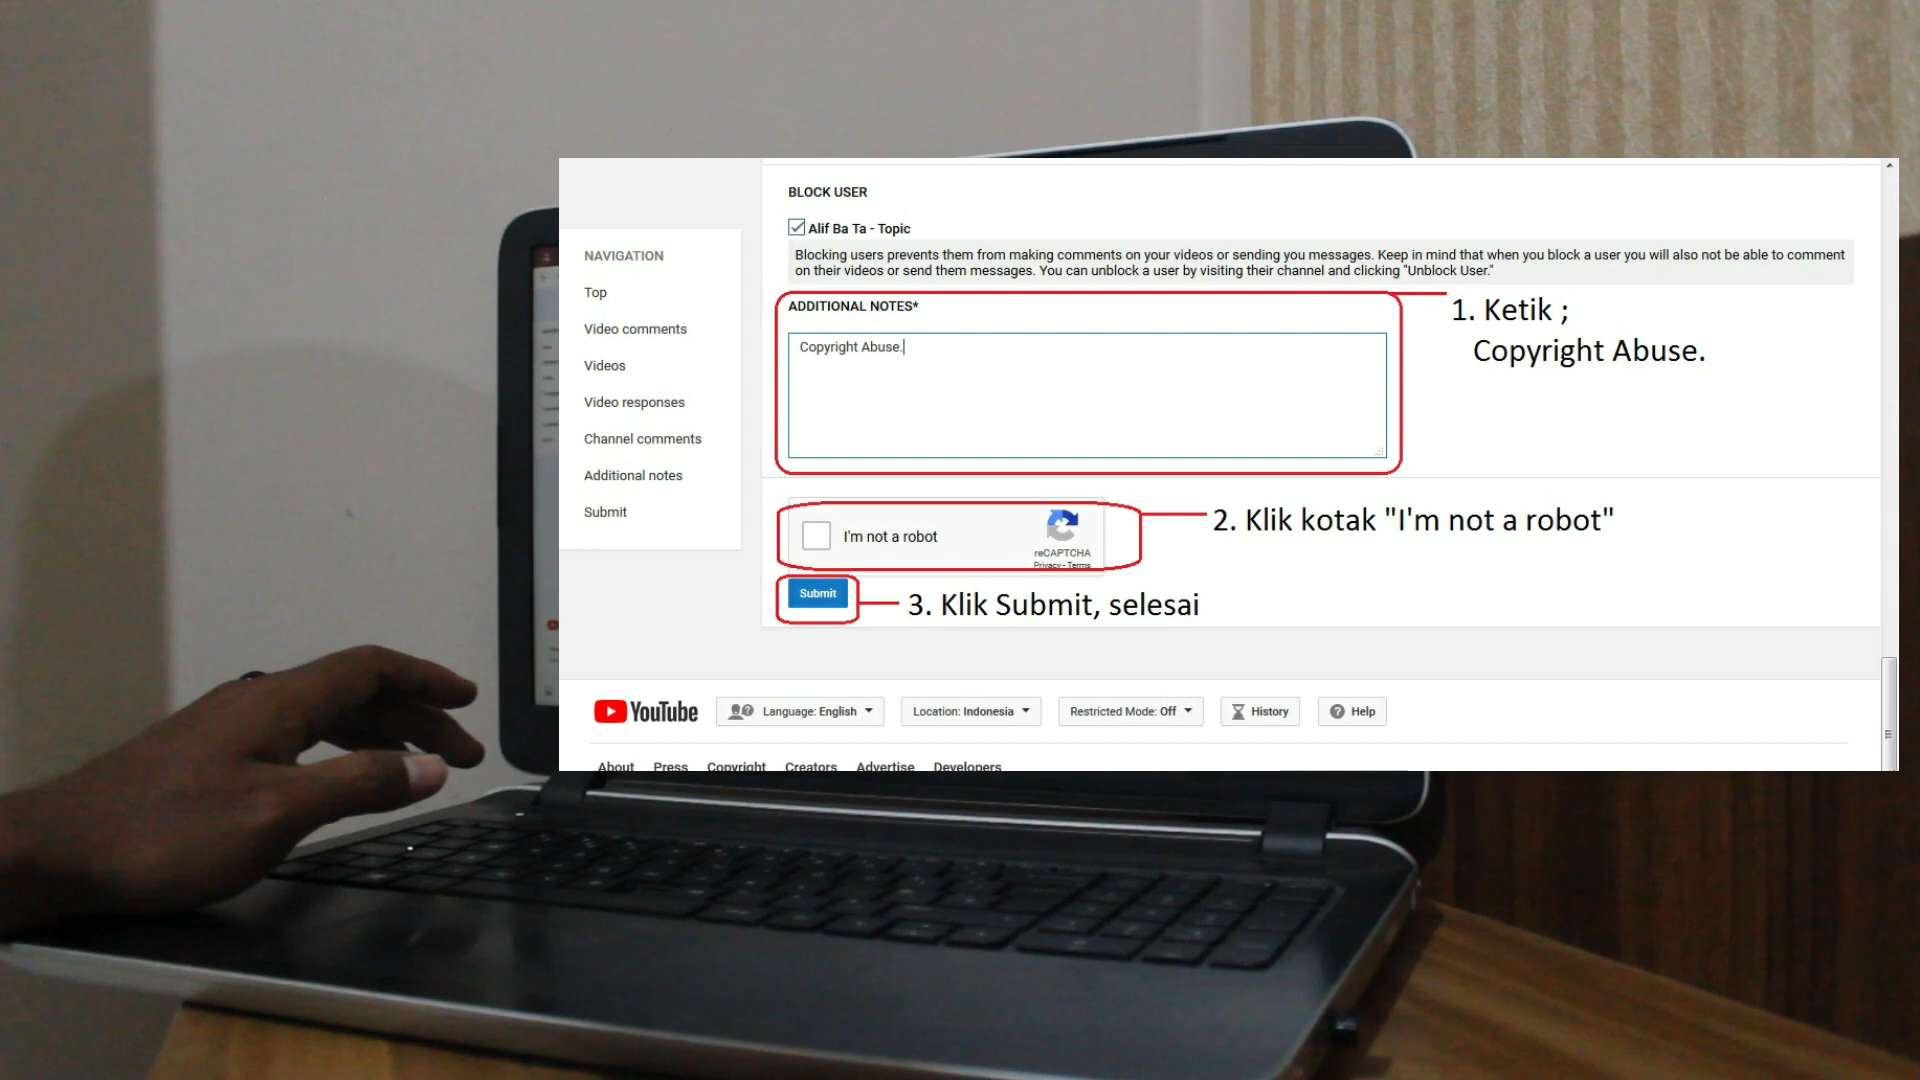 BLOCK USER
Alif Ba Ta - Topic
Blocking users prevents them from making comments on your videos or sending you messages. Keep in mind that when you block a user you will also not be able to comment
on their videos or send them messages. You can unblock a user by visiting their channel and clicking "Unblock User."
NAVIGATION
Top
Video comments
Videos
Video responses
Channel comments
Additional notes
Submit
ADDITIONAL NOTES*
Copyright Abuse.
1. Ketik ;
Copyright Abuse.
I'm not a robot
reCAPTCHA
Privacy - Terms
2. Klik kotak "I'm not a robot"
Submit
3. Klik Submit, selesai
YouTube
Language: English
Location: Indonesia
Restricted Mode: Off
History
Help
About Press Copyright Creators Advertise Developers